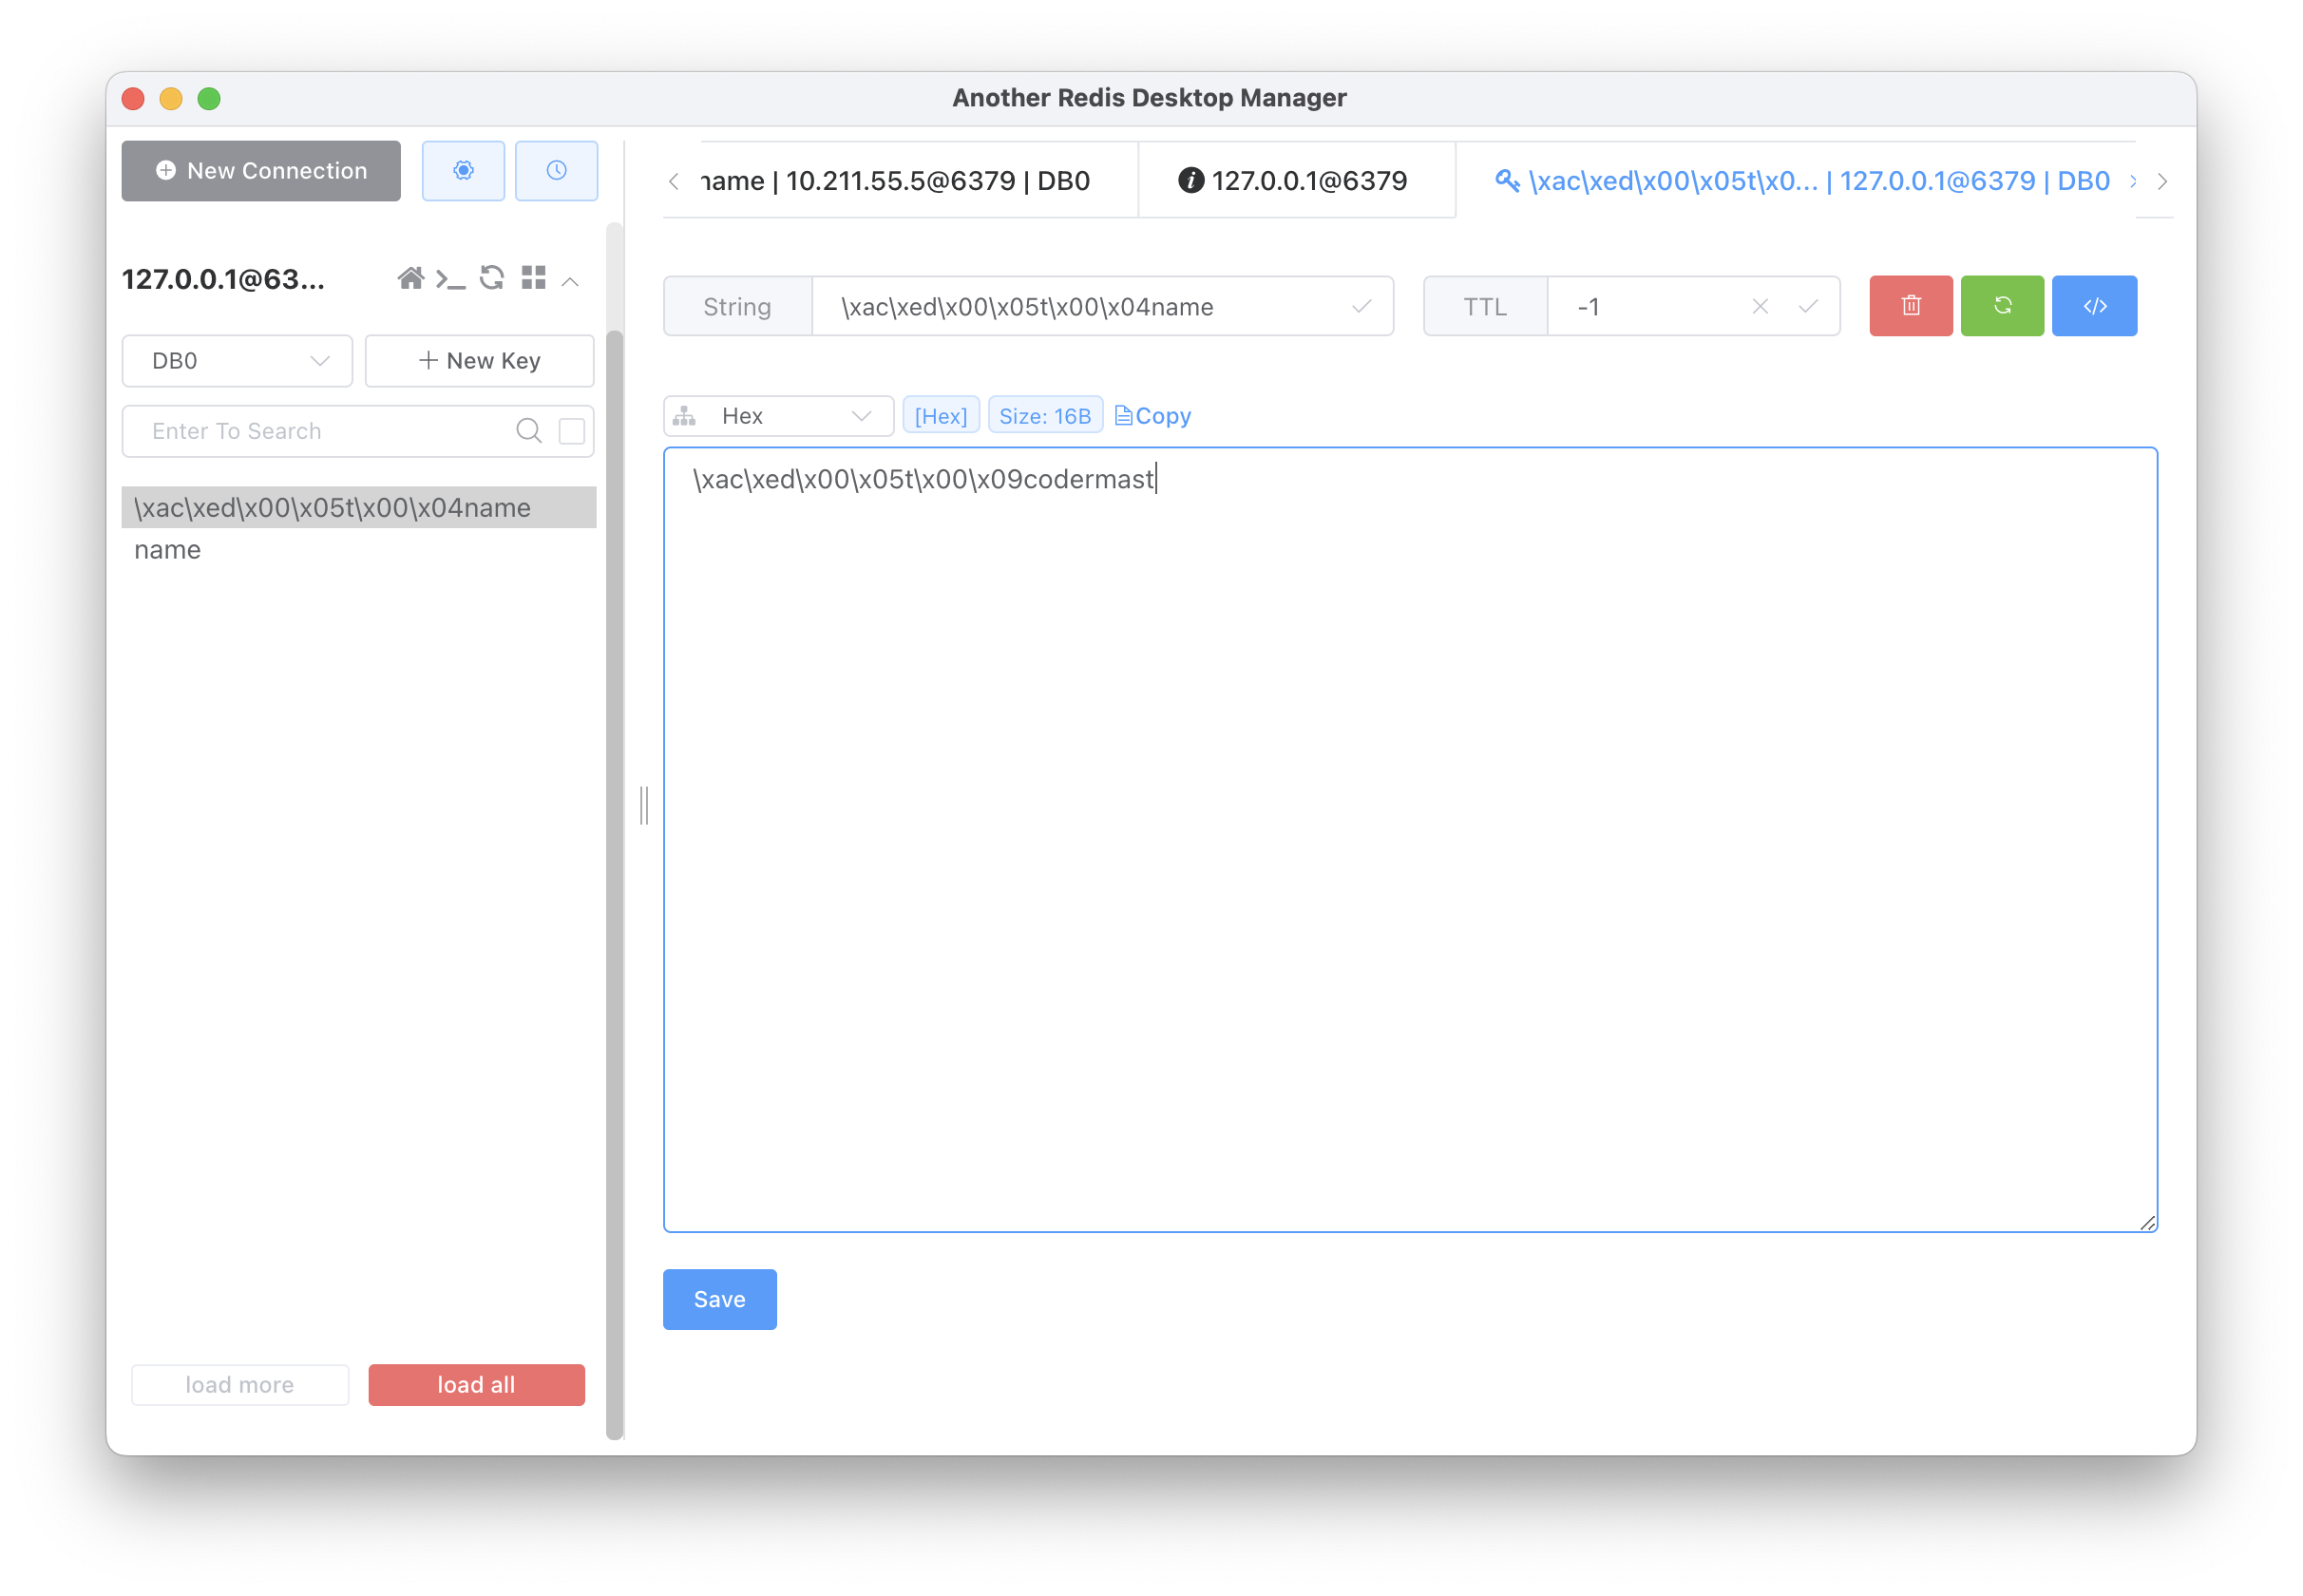 Another Redis Desktop Manager
New Connection
name | 10.211.55.5@6379 | DB0
127.0.0.1@6379
\xac\xed\x00\x05t\x0... | 127.0.0.1@6379 | DB0
127.0.0.1@63...
String
\xac\xed\x00\x05t\x00\x04name
TTL
-1
DB0
New Key
Hex
[Hex]
Size: 16B
Copy
Enter To Search
\xac\xed\x00\x05t\x00\x09codermast
\xac\xed\x00\x05t\x00\x04name
name
Save
load more
load all